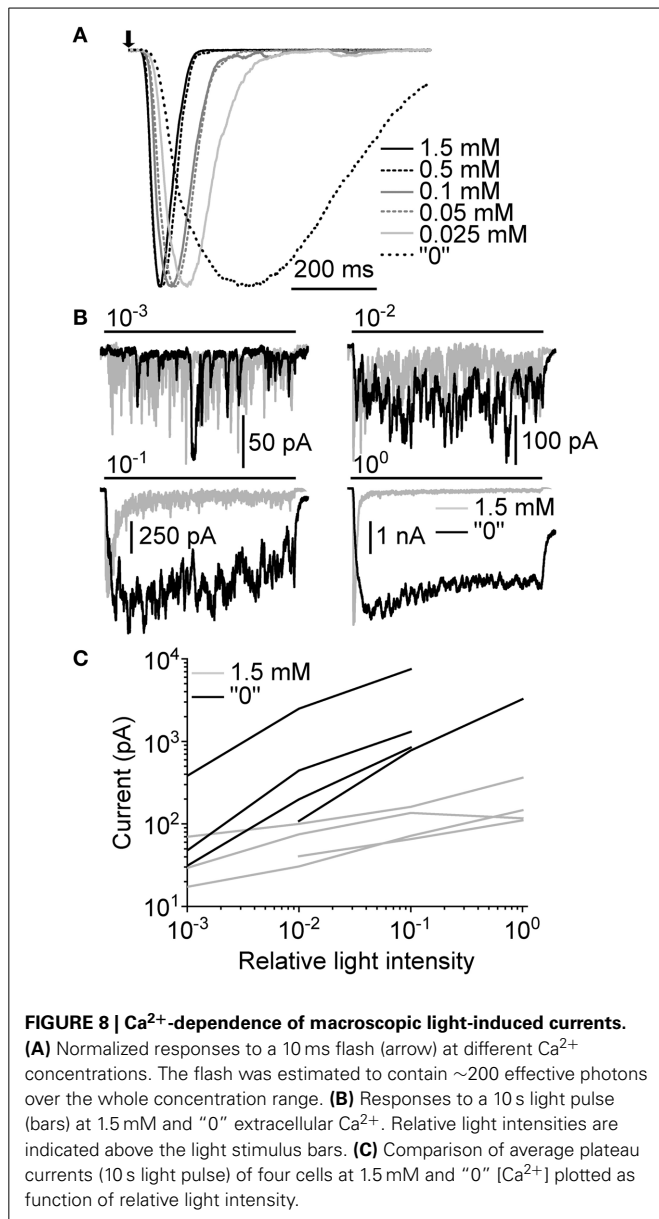 A
1.5 mM
0.5 mM
0.1 mM
0.05 mM
0.025 mM
"0"
200 ms
B
10⁻³
10⁻²
50 pA
100 pA
10⁻¹
10⁰
250 pA
1 nA
1.5 mM
"0"
C
10⁴
10³
10²
10¹
Current (pA)
1.5 mM
"0"
10⁻³
10⁻²
10⁻¹
10⁰
Relative light intensity
FIGURE 8 | Ca²⁺-dependence of macroscopic light-induced currents.
(A) Normalized responses to a 10 ms flash (arrow) at different Ca²⁺
concentrations. The flash was estimated to contain ~200 effective photons
over the whole concentration range. (B) Responses to a 10 s light pulse
(bars) at 1.5 mM and “0” extracellular Ca²⁺. Relative light intensities are
indicated above the light stimulus bars. (C) Comparison of average plateau
currents (10 s light pulse) of four cells at 1.5 mM and “0” [Ca²⁺] plotted as
function of relative light intensity.